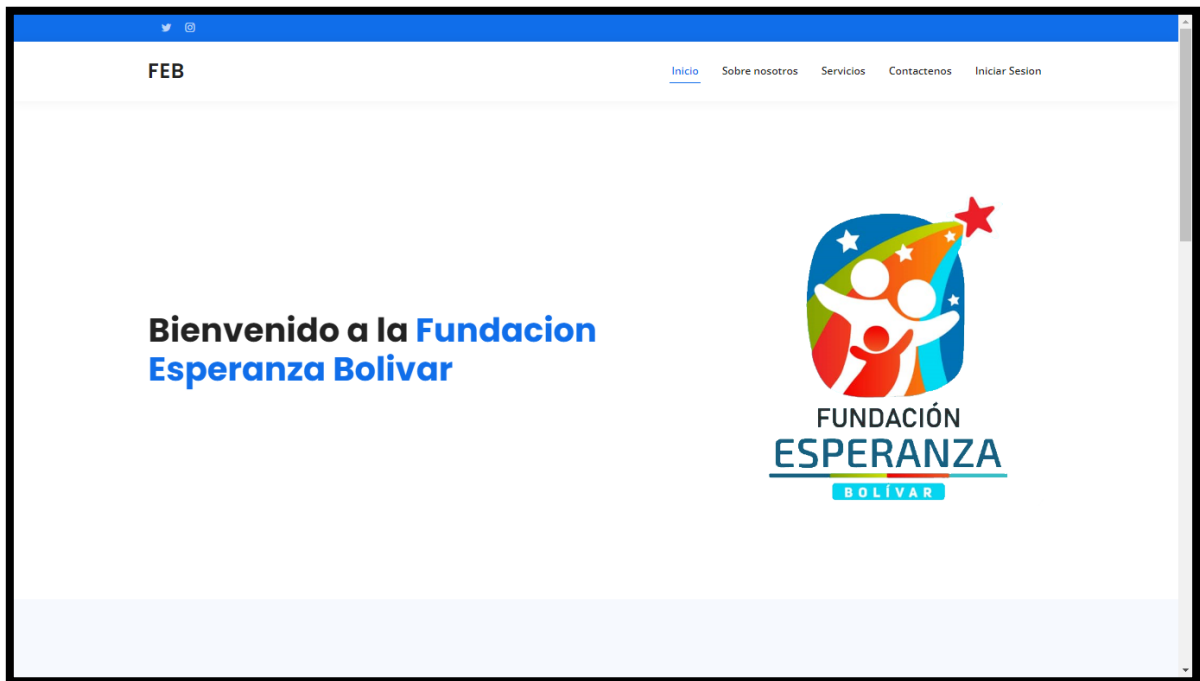 FEB
Inicio Sobre nosotros Servicios Contactenos Iniciar Sesion
Bienvenido a la Fundacion
Esperanza Bolivar
FUNDACIÓN
ESPERANZA
BOLÍVAR